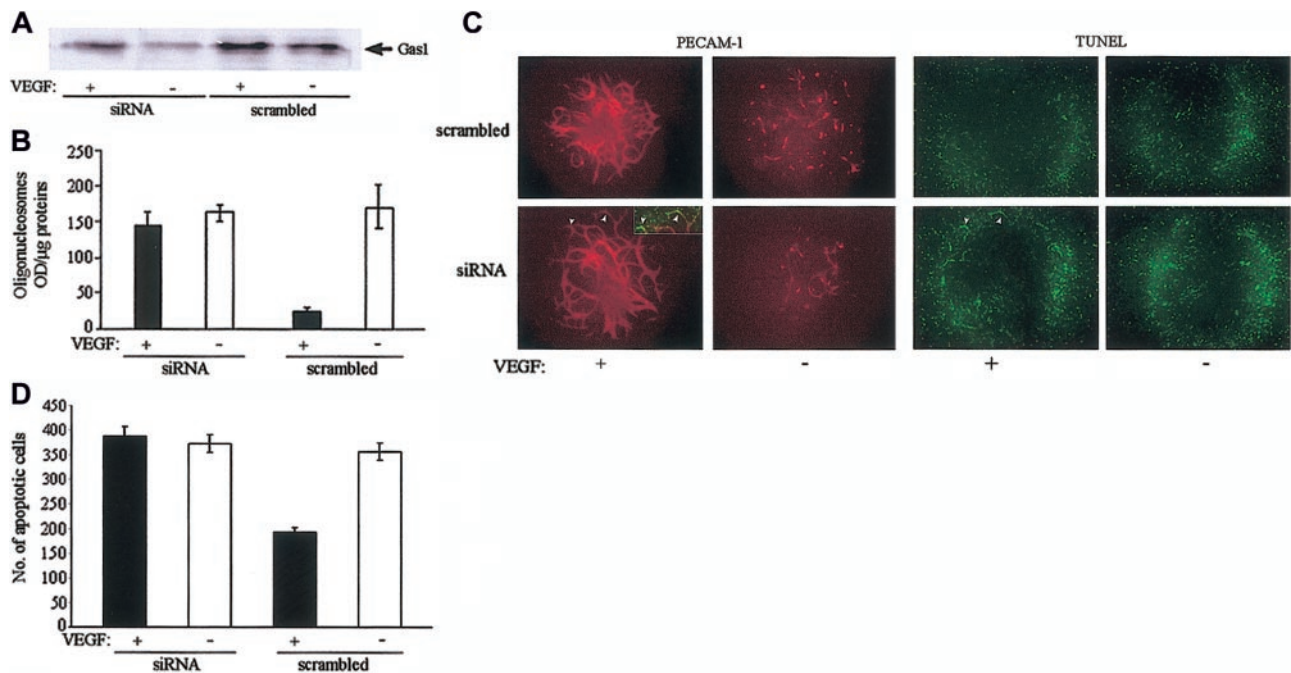 A
Gas1
VEGF: + - + -
siRNA scrambled
B
Oligonucleosomes
OD/µg proteins
250
200
150
100
50
0
VEGF: + - + -
siRNA scrambled
C
PECAM-1 TUNEL
scrambled
siRNA
VEGF: + - + -
D
No. of apoptotic cells
450
400
350
300
250
200
150
100
50
0
VEGF: + - + -
siRNA scrambled